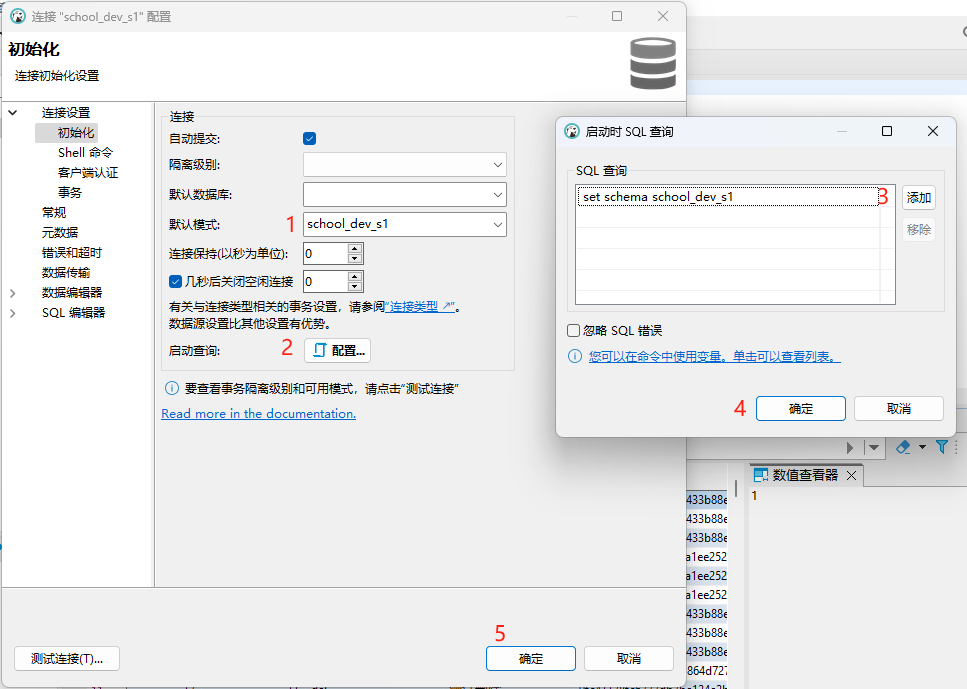 连接 "school_dev_s1" 配置
初始化
连接初始化设置
连接设置
初始化
Shell 命令
客户端认证
事务
常规
元数据
错误和超时
数据传输
数据编辑器
SQL 编辑器
连接
自动提交:
隔离级别:
默认数据库:
默认模式: 1 school_dev_s1
连接保持(以秒为单位): 0
几秒后关闭空闲连接 0
有关与连接类型相关的事务设置，请参阅“连接类型 ↗”。
数据源设置比其他设置有优势。
启动查询: 2 配置...
要查看事务隔离级别和可用模式，请点击“测试连接”
Read more in the documentation.
5
测试连接(T)... 确定 取消
启动时 SQL 查询
SQL 查询
set schema school_dev_s1 3 添加
移除
忽略 SQL 错误
您可以在命令中使用变量。单击可以查看列表。
4 确定 取消
数值查看器
1
433b88e
433b88e
433b88e
a1ee252
a1ee252
a1ee252
433b88e
433b88e
433b88e
864d727